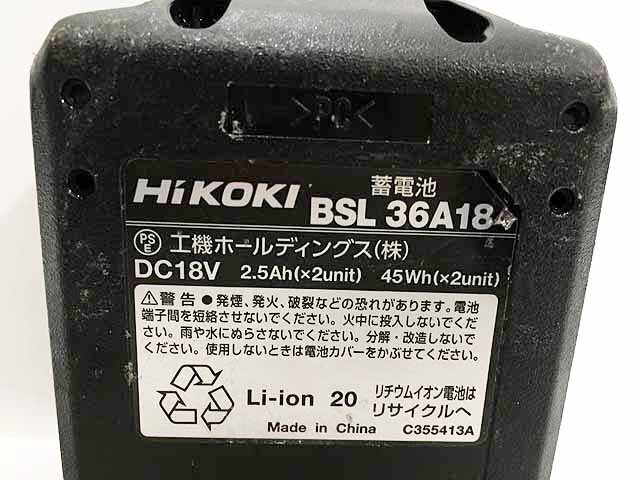 >PC<
HiKOKI
蓄電池
BSL 36A18
PS
E
工機ホールディングス(株)
DC18V 2.5Ah(×2unit) 45Wh(×2unit)
⚠警告 ●発煙、発火、破裂などの恐れがあります。電池
端子間を短絡させないでください。火中に投入しないでくだ
さい。雨や水にぬらさないでください。分解・改造しないで
ください。使用しないときは電池カバーをかぶせてください。
Li-ion 20
リチウムイオン電池は
リサイクルへ
Made in China
C355413A